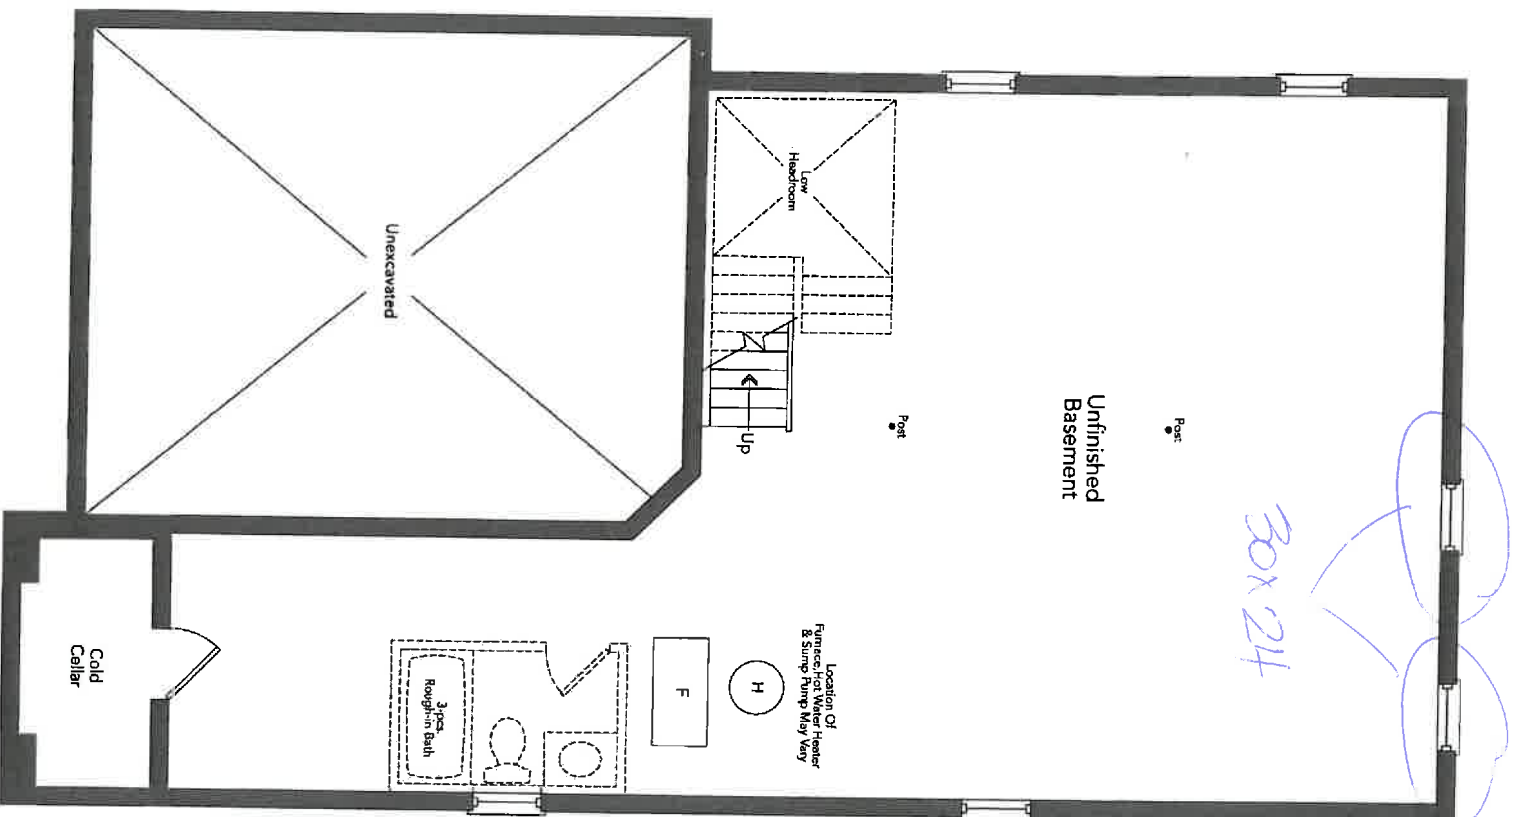 Unexcavated
Low
Headroom
Up
Post
Unfinished
Basement
Post
30x24
Location Of
Furnace,Hot Water Heater
& Sump Pump May Vary
H
F
3-pcs.
Rough-in Bath
Cold
Cellar